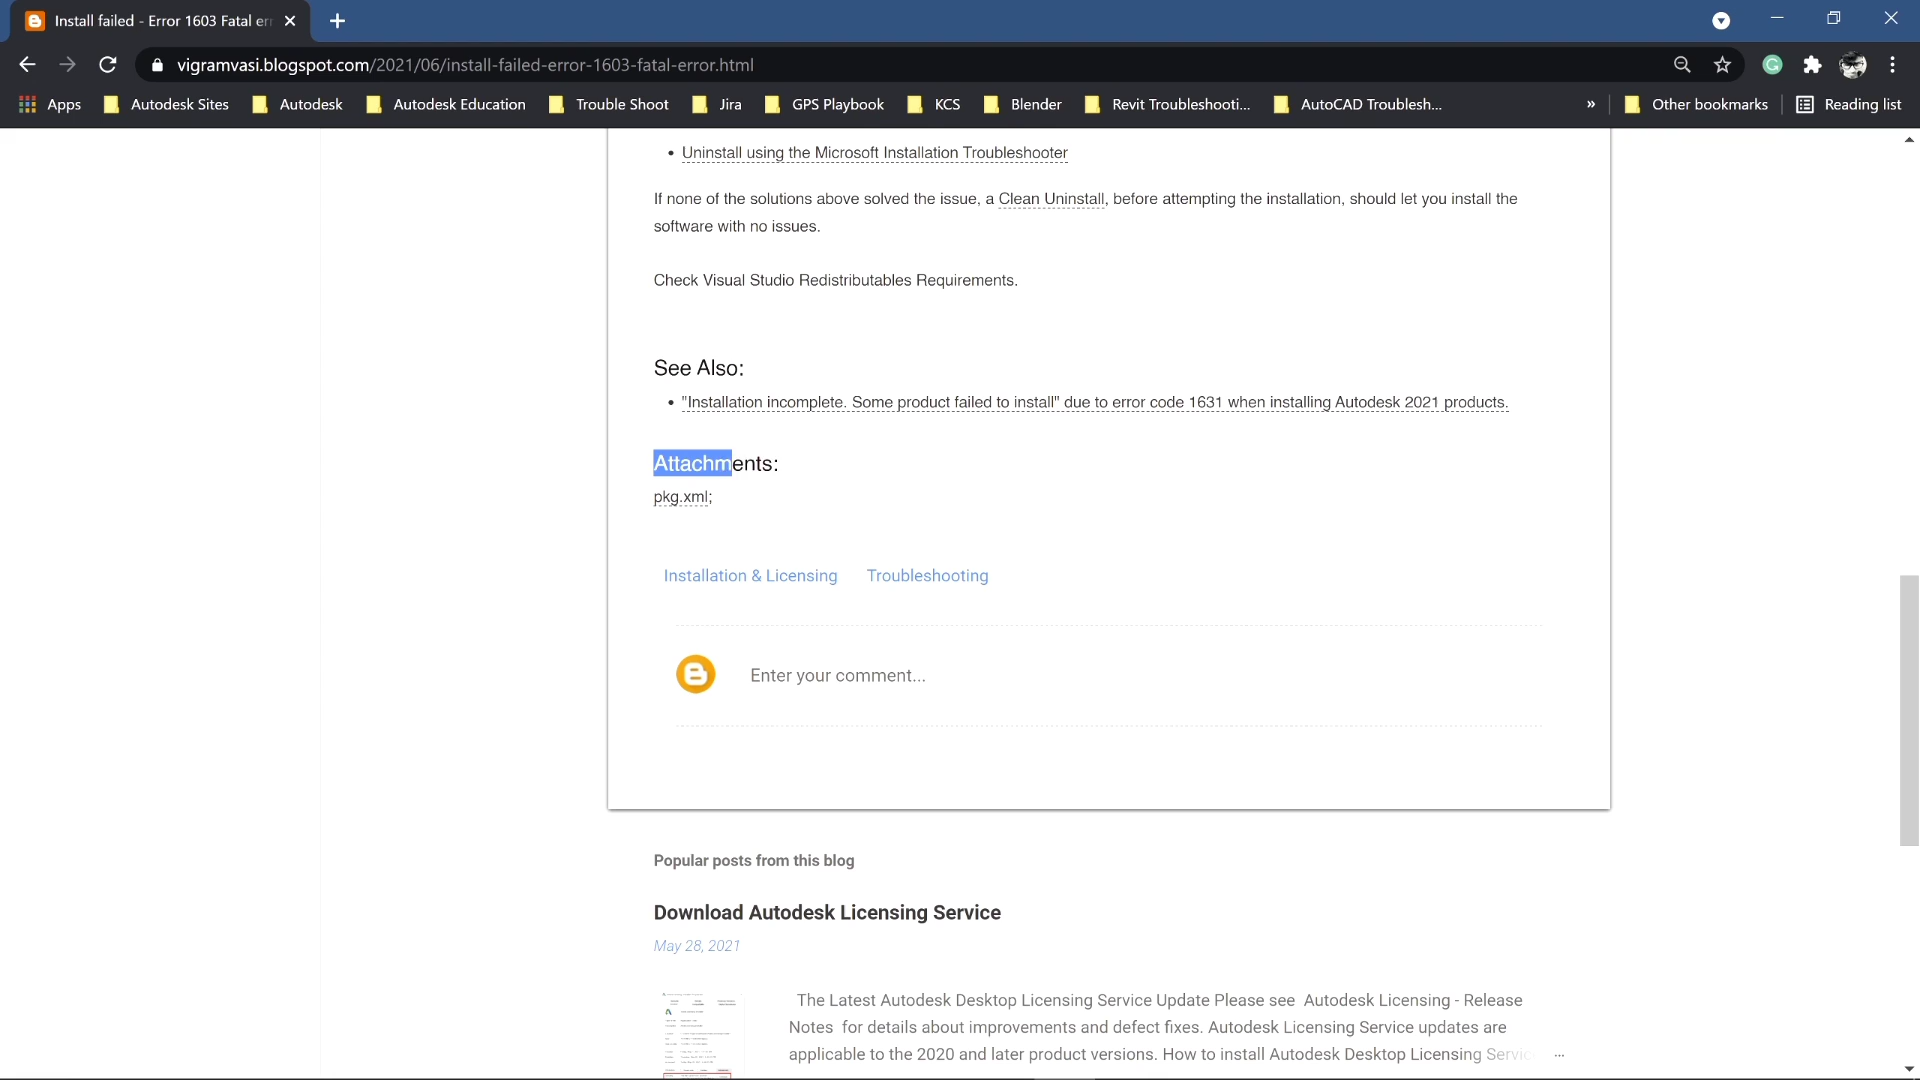 Install failed - Error 1603 Fatal err
vigramvasi.blogspot.com/2021/06/install-failed-error-1603-fatal-error.html
Apps Autodesk Sites Autodesk Autodesk Education Trouble Shoot Jira GPS Playbook KCS Blender Revit Troubleshooti... AutoCAD Troublesh... » Other bookmarks Reading list
• Uninstall using the Microsoft Installation Troubleshooter
If none of the solutions above solved the issue, a Clean Uninstall, before attempting the installation, should let you install the
software with no issues.
Check Visual Studio Redistributables Requirements.
See Also:
• "Installation incomplete. Some product failed to install" due to error code 1631 when installing Autodesk 2021 products.
Attachments:
pkg.xml;
Installation & Licensing Troubleshooting
Enter your comment...
Popular posts from this blog
Download Autodesk Licensing Service
May 28, 2021
The Latest Autodesk Desktop Licensing Service Update Please see Autodesk Licensing - Release
Notes for details about improvements and defect fixes. Autodesk Licensing Service updates are
applicable to the 2020 and later product versions. How to install Autodesk Desktop Licensing Servic ...